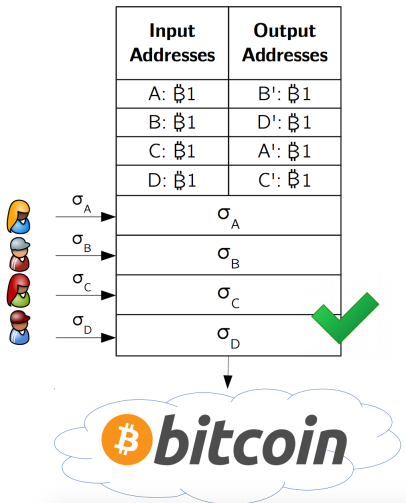 Input Addresses Output Addresses
A: ₿1 B': ₿1
B: ₿1 D': ₿1
C: ₿1 A': ₿1
D: ₿1 C': ₿1
σA σA
σB σB
σC σC
σD σD
₿ bitcoin